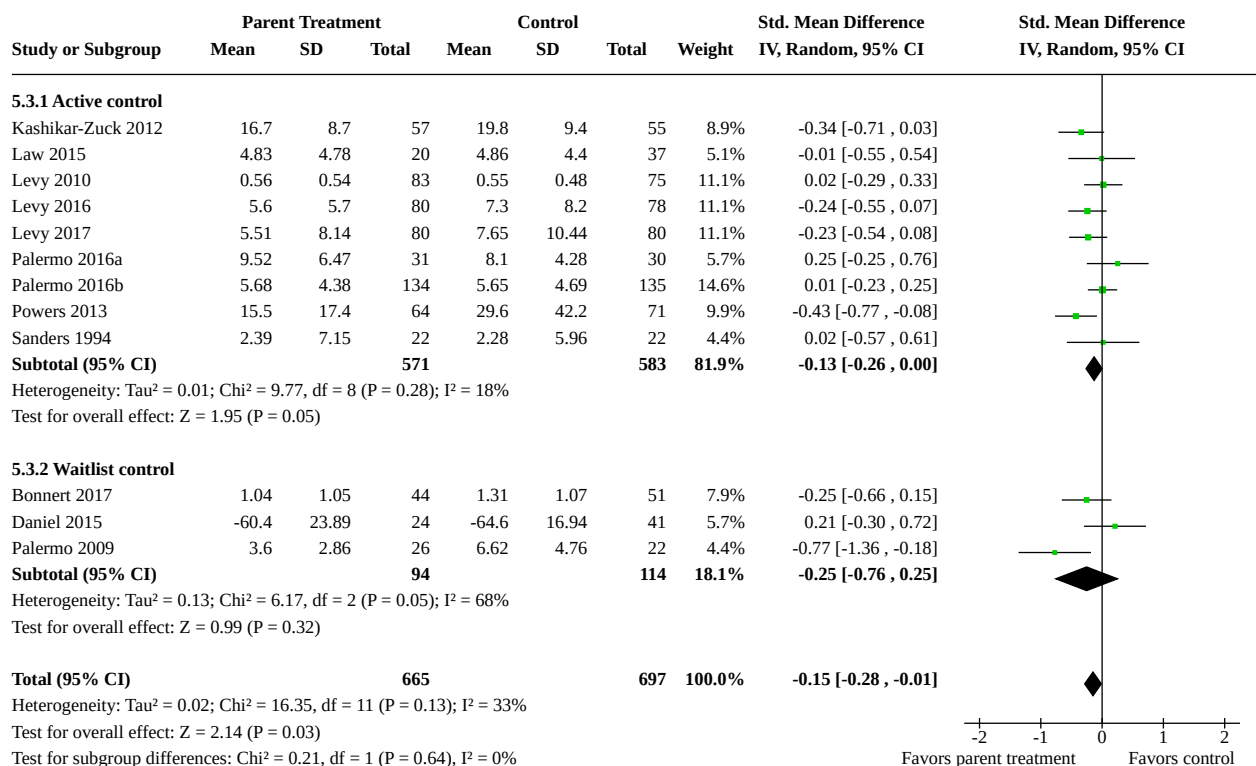 Parent Treatment Control Std. Mean Difference Std. Mean Difference
Study or Subgroup Mean SD Total Mean SD Total Weight IV, Random, 95% CI IV, Random, 95% CI
5.3.1 Active control
Kashikar-Zuck 2012 16.7 8.7 57 19.8 9.4 55 8.9% -0.34 [-0.71 , 0.03]
Law 2015 4.83 4.78 20 4.86 4.4 37 5.1% -0.01 [-0.55 , 0.54]
Levy 2010 0.56 0.54 83 0.55 0.48 75 11.1% 0.02 [-0.29 , 0.33]
Levy 2016 5.6 5.7 80 7.3 8.2 78 11.1% -0.24 [-0.55 , 0.07]
Levy 2017 5.51 8.14 80 7.65 10.44 80 11.1% -0.23 [-0.54 , 0.08]
Palermo 2016a 9.52 6.47 31 8.1 4.28 30 5.7% 0.25 [-0.25 , 0.76]
Palermo 2016b 5.68 4.38 134 5.65 4.69 135 14.6% 0.01 [-0.23 , 0.25]
Powers 2013 15.5 17.4 64 29.6 42.2 71 9.9% -0.43 [-0.77 , -0.08]
Sanders 1994 2.39 7.15 22 2.28 5.96 22 4.4% 0.02 [-0.57 , 0.61]
Subtotal (95% CI) 571 583 81.9% -0.13 [-0.26 , 0.00]
Heterogeneity: Tau² = 0.01; Chi² = 9.77, df = 8 (P = 0.28); I² = 18%
Test for overall effect: Z = 1.95 (P = 0.05)
5.3.2 Waitlist control
Bonnert 2017 1.04 1.05 44 1.31 1.07 51 7.9% -0.25 [-0.66 , 0.15]
Daniel 2015 -60.4 23.89 24 -64.6 16.94 41 5.7% 0.21 [-0.30 , 0.72]
Palermo 2009 3.6 2.86 26 6.62 4.76 22 4.4% -0.77 [-1.36 , -0.18]
Subtotal (95% CI) 94 114 18.1% -0.25 [-0.76 , 0.25]
Heterogeneity: Tau² = 0.13; Chi² = 6.17, df = 2 (P = 0.05); I² = 68%
Test for overall effect: Z = 0.99 (P = 0.32)
Total (95% CI) 665 697 100.0% -0.15 [-0.28 , -0.01]
Heterogeneity: Tau² = 0.02; Chi² = 16.35, df = 11 (P = 0.13); I² = 33%
Test for overall effect: Z = 2.14 (P = 0.03)
-2 -1 0 1 2
Test for subgroup differences: Chi² = 0.21, df = 1 (P = 0.64), I² = 0% Favors parent treatment Favors control